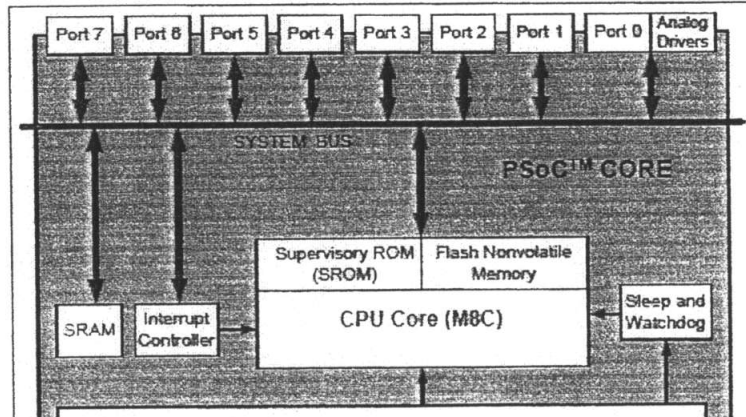 Port 7 Port 6 Port 5 Port 4 Port 3 Port 2 Port 1 Port 0 Analog
Drivers
SYSTEM BUS
PSoC™ CORE
Supervisory ROM
(SROM)
Flash Nonvolatile
Memory
SRAM
Interrupt
Controller
CPU Core (M8C)
Sleep and
Watchdog